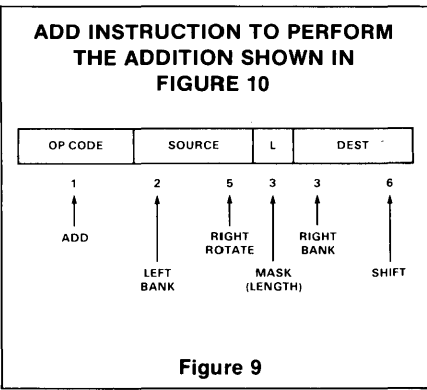 ADD INSTRUCTION TO PERFORM
THE ADDITION SHOWN IN
FIGURE 10
OP CODE SOURCE L DEST
1 2 5 3 3 6
ADD LEFT BANK RIGHT ROTATE MASK (LENGTH) RIGHT BANK SHIFT
Figure 9